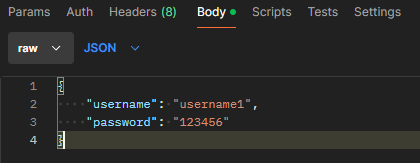 Params Auth Headers (8) Body Scripts Tests Settings
raw JSON
1 {
2 "username": "username1",
3 "password": "123456"
4 }